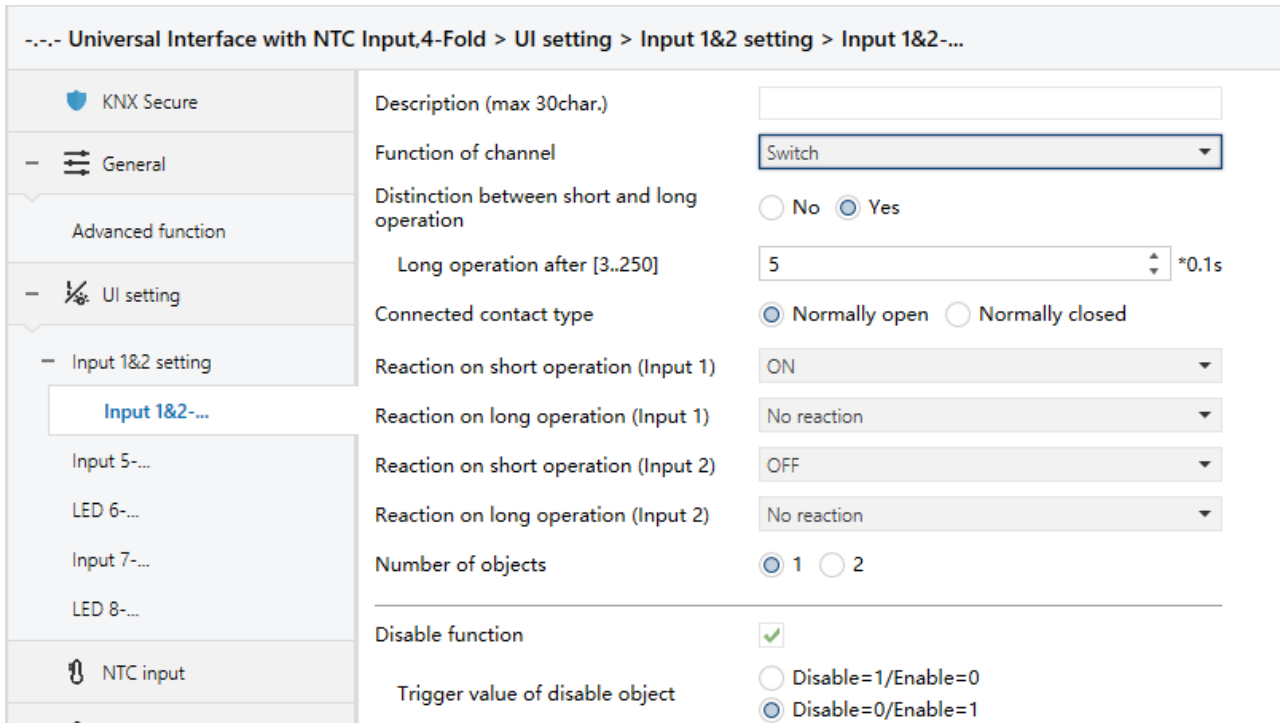 -.-.- Universal Interface with NTC Input,4-Fold > UI setting > Input 1&2 setting > Input 1&2-...
KNX Secure
General
Advanced function
UI setting
Input 1&2 setting
Input 1&2-...
Input 5-...
LED 6-...
Input 7-...
LED 8-...
NTC input
Description (max 30char.)
Function of channel
Switch
Distinction between short and long
operation
No Yes
Long operation after [3..250]
5 *0.1s
Connected contact type
Normally open Normally closed
Reaction on short operation (Input 1)
ON
Reaction on long operation (Input 1)
No reaction
Reaction on short operation (Input 2)
OFF
Reaction on long operation (Input 2)
No reaction
Number of objects
1 2
Disable function
Trigger value of disable object
Disable=1/Enable=0
Disable=0/Enable=1